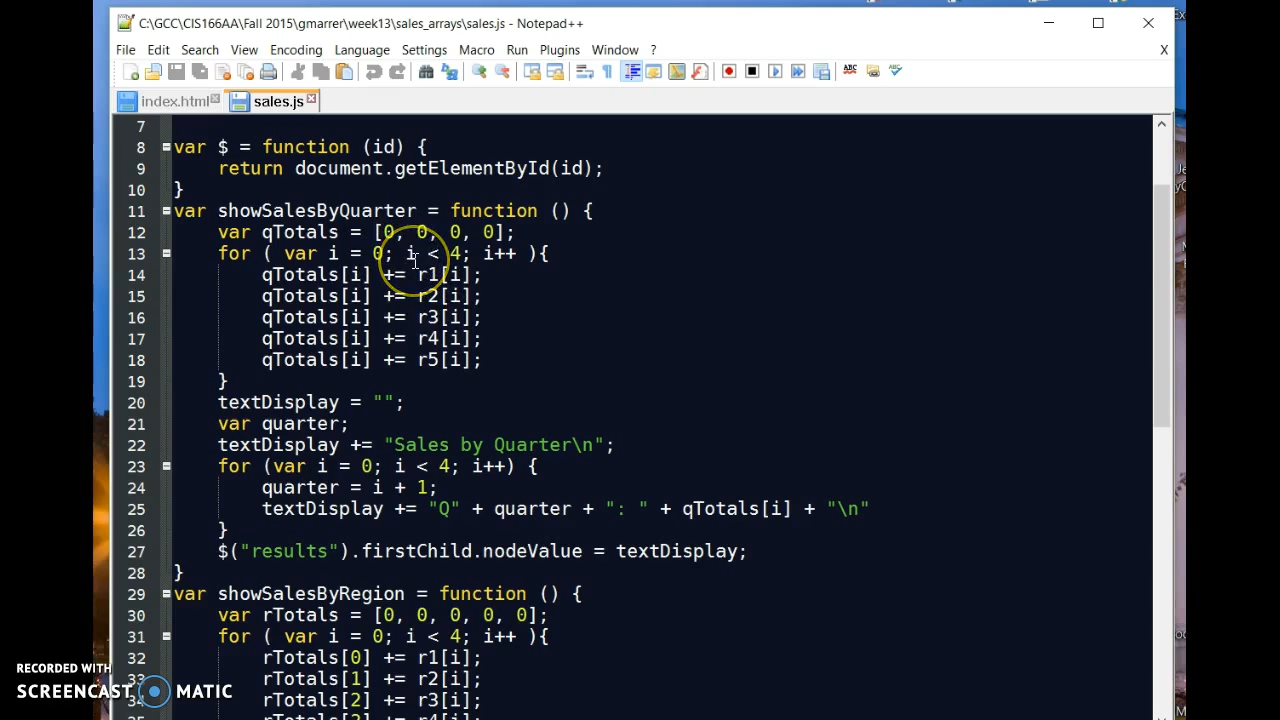 C:\GCC\CIS166AA\Fall 2015\gmarrer\week13\sales_arrays\sales.js - Notepad++
File Edit Search View Encoding Language Settings Macro Run Plugins Window ? X
index.html sales.js
7
8 var $ = function (id) {
9 return document.getElementById(id);
10 }
11 var showSalesByQuarter = function () {
12 var qTotals = [0, 0, 0, 0];
13 for ( var i = 0; i < 4; i++ ){
14 qTotals[i] += r1[i];
15 qTotals[i] += r2[i];
16 qTotals[i] += r3[i];
17 qTotals[i] += r4[i];
18 qTotals[i] += r5[i];
19 }
20 textDisplay = "";
21 var quarter;
22 textDisplay += "Sales by Quarter\n";
23 for (var i = 0; i < 4; i++) {
24 quarter = i + 1;
25 textDisplay += "Q" + quarter + ": " + qTotals[i] + "\n"
26 }
27 $("results").firstChild.nodeValue = textDisplay;
28 }
29 var showSalesByRegion = function () {
30 var rTotals = [0, 0, 0, 0, 0];
31 for ( var i = 0; i < 4; i++ ){
32 rTotals[0] += r1[i];
33 rTotals[1] += r2[i];
34 rTotals[2] += r3[i];
35 rTotals[3] += r4[i];
RECORDED WITH
SCREENCAST MATIC